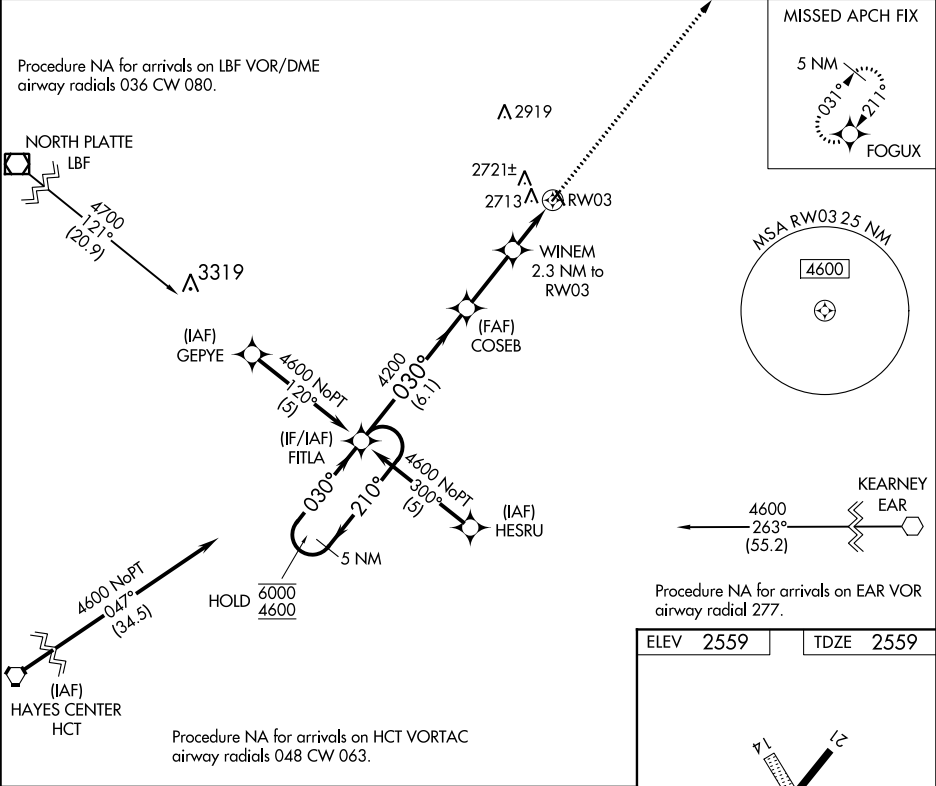 Procedure NA for arrivals on LBF VOR/DME
airway radials 036 CW 080.
MISSED APCH FIX
5 NM
031°
211°
FOGUX
NORTH PLATTE
LBF
4700
121°
(20.9)
2919
2721±
2713
RW03
WINEM
2.3 NM to
RW03
3319
MSA RW03 25 NM
4600
(IAF)
GEPYE
(FAF)
COSEB
4600 NoPT
120°
(5)
4200
030°
(6.1)
(IF/IAF)
FITLA
030°
210°
4600 NoPT
300°
(5)
(IAF)
HESRU
5 NM
HOLD
6000
4600
KEARNEY
EAR
4600
263°
(55.2)
Procedure NA for arrivals on EAR VOR
airway radial 277.
4600 NoPT
047°
(34.5)
(IAF)
HAYES CENTER
HCT
Procedure NA for arrivals on HCT VORTAC
airway radials 048 CW 063.
ELEV 2559
TDZE 2559
14
21